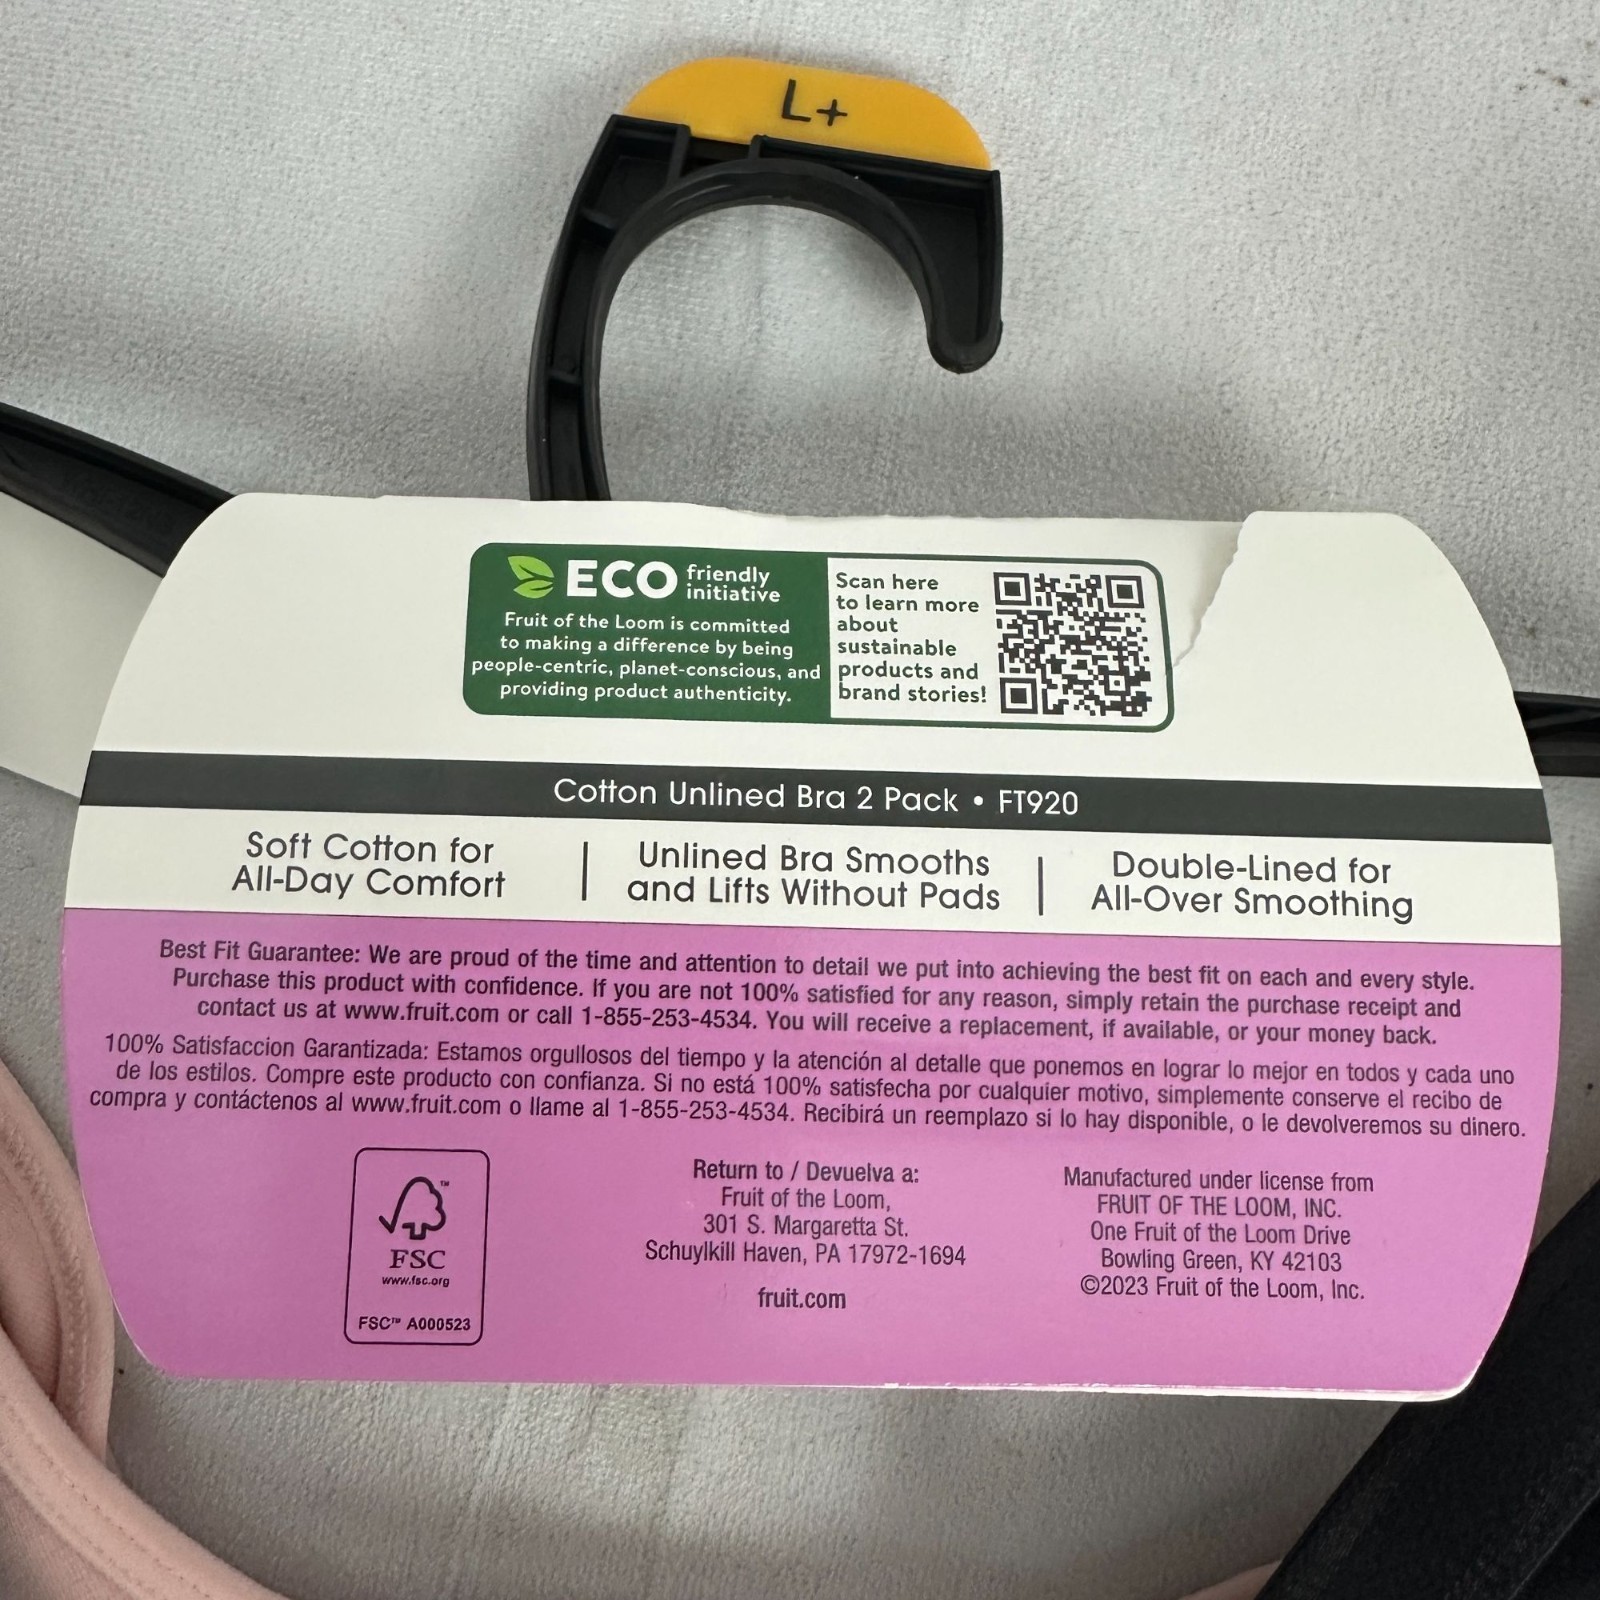 L+
ECO friendly initiative
Fruit of the Loom is committed
to making a difference by being
people-centric, planet-conscious, and
providing product authenticity.
Scan here
to learn more
about
sustainable
products and
brand stories!
Cotton Unlined Bra 2 Pack • FT920
Soft Cotton for
All-Day Comfort
Unlined Bra Smooths
and Lifts Without Pads
Double-Lined for
All-Over Smoothing
Best Fit Guarantee: We are proud of the time and attention to detail we put into achieving the best fit on each and every style.
Purchase this product with confidence. If you are not 100% satisfied for any reason, simply retain the purchase receipt and
contact us at www.fruit.com or call 1-855-253-4534. You will receive a replacement, if available, or your money back.
100% Satisfaccion Garantizada: Estamos orgullosos del tiempo y la atención al detalle que ponemos en lograr lo mejor en todos y cada uno
de los estilos. Compre este producto con confianza. Si no está 100% satisfecha por cualquier motivo, simplemente conserve el recibo de
compra y contáctenos al www.fruit.com o llame al 1-855-253-4534. Recibirá un reemplazo si lo hay disponible, o le devolveremos su dinero.
FSC
www.fsc.org
FSC™ A000523
Return to / Devuelva a:
Fruit of the Loom,
301 S. Margaretta St.
Schuylkill Haven, PA 17972-1694
fruit.com
Manufactured under license from
FRUIT OF THE LOOM, INC.
One Fruit of the Loom Drive
Bowling Green, KY 42103
©2023 Fruit of the Loom, Inc.